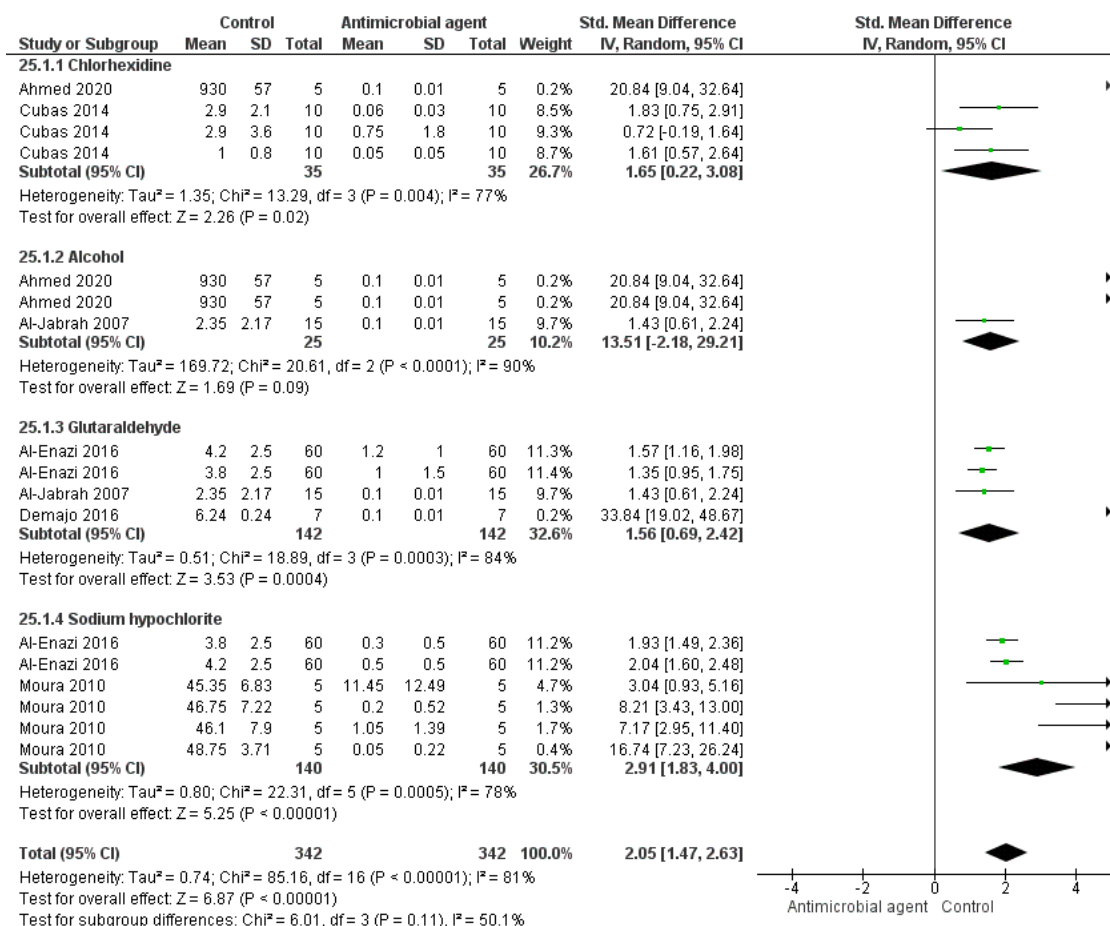 Control Antimicrobial agent Std. Mean Difference Std. Mean Difference
Study or Subgroup Mean SD Total Mean SD Total Weight IV, Random, 95% CI IV, Random, 95% CI
25.1.1 Chlorhexidine
Ahmed 2020 930 57 5 0.1 0.01 5 0.2% 20.84 [9.04, 32.64]
Cubas 2014 2.9 2.1 10 0.06 0.03 10 8.5% 1.83 [0.75, 2.91]
Cubas 2014 2.9 3.6 10 0.75 1.8 10 9.3% 0.72 [-0.19, 1.64]
Cubas 2014 1 0.8 10 0.05 0.05 10 8.7% 1.61 [0.57, 2.64]
Subtotal (95% CI) 35 35 26.7% 1.65 [0.22, 3.08]
Heterogeneity: Tau² = 1.35; Chi² = 13.29, df = 3 (P = 0.004); I² = 77%
Test for overall effect: Z = 2.26 (P = 0.02)
25.1.2 Alcohol
Ahmed 2020 930 57 5 0.1 0.01 5 0.2% 20.84 [9.04, 32.64]
Ahmed 2020 930 57 5 0.1 0.01 5 0.2% 20.84 [9.04, 32.64]
Al-Jabrah 2007 2.35 2.17 15 0.1 0.01 15 9.7% 1.43 [0.61, 2.24]
Subtotal (95% CI) 25 25 10.2% 13.51 [-2.18, 29.21]
Heterogeneity: Tau² = 169.72; Chi² = 20.61, df = 2 (P < 0.0001); I² = 90%
Test for overall effect: Z = 1.69 (P = 0.09)
25.1.3 Glutaraldehyde
Al-Enazi 2016 4.2 2.5 60 1.2 1 60 11.3% 1.57 [1.16, 1.98]
Al-Enazi 2016 3.8 2.5 60 1 1.5 60 11.4% 1.35 [0.95, 1.75]
Al-Jabrah 2007 2.35 2.17 15 0.1 0.01 15 9.7% 1.43 [0.61, 2.24]
Demajo 2016 6.24 0.24 7 0.1 0.01 7 0.2% 33.84 [19.02, 48.67]
Subtotal (95% CI) 142 142 32.6% 1.56 [0.69, 2.42]
Heterogeneity: Tau² = 0.51; Chi² = 18.89, df = 3 (P = 0.0003); I² = 84%
Test for overall effect: Z = 3.53 (P = 0.0004)
25.1.4 Sodium hypochlorite
Al-Enazi 2016 3.8 2.5 60 0.3 0.5 60 11.2% 1.93 [1.49, 2.36]
Al-Enazi 2016 4.2 2.5 60 0.5 0.5 60 11.2% 2.04 [1.60, 2.48]
Moura 2010 45.35 6.83 5 11.45 12.49 5 4.7% 3.04 [0.93, 5.16]
Moura 2010 46.75 7.22 5 0.2 0.52 5 1.3% 8.21 [3.43, 13.00]
Moura 2010 46.1 7.9 5 1.05 1.39 5 1.7% 7.17 [2.95, 11.40]
Moura 2010 48.75 3.71 5 0.05 0.22 5 0.4% 16.74 [7.23, 26.24]
Subtotal (95% CI) 140 140 30.5% 2.91 [1.83, 4.00]
Heterogeneity: Tau² = 0.80; Chi² = 22.31, df = 5 (P = 0.0005); I² = 78%
Test for overall effect: Z = 5.25 (P < 0.00001)
Total (95% CI) 342 342 100.0% 2.05 [1.47, 2.63]
Heterogeneity: Tau² = 0.74; Chi² = 85.16, df = 16 (P < 0.00001); I² = 81%
Test for overall effect: Z = 6.87 (P < 0.00001)
Test for subgroup differences: Chi² = 6.01, df = 3 (P = 0.11), I² = 50.1%
-4 -2 0 2 4
Antimicrobial agent Control